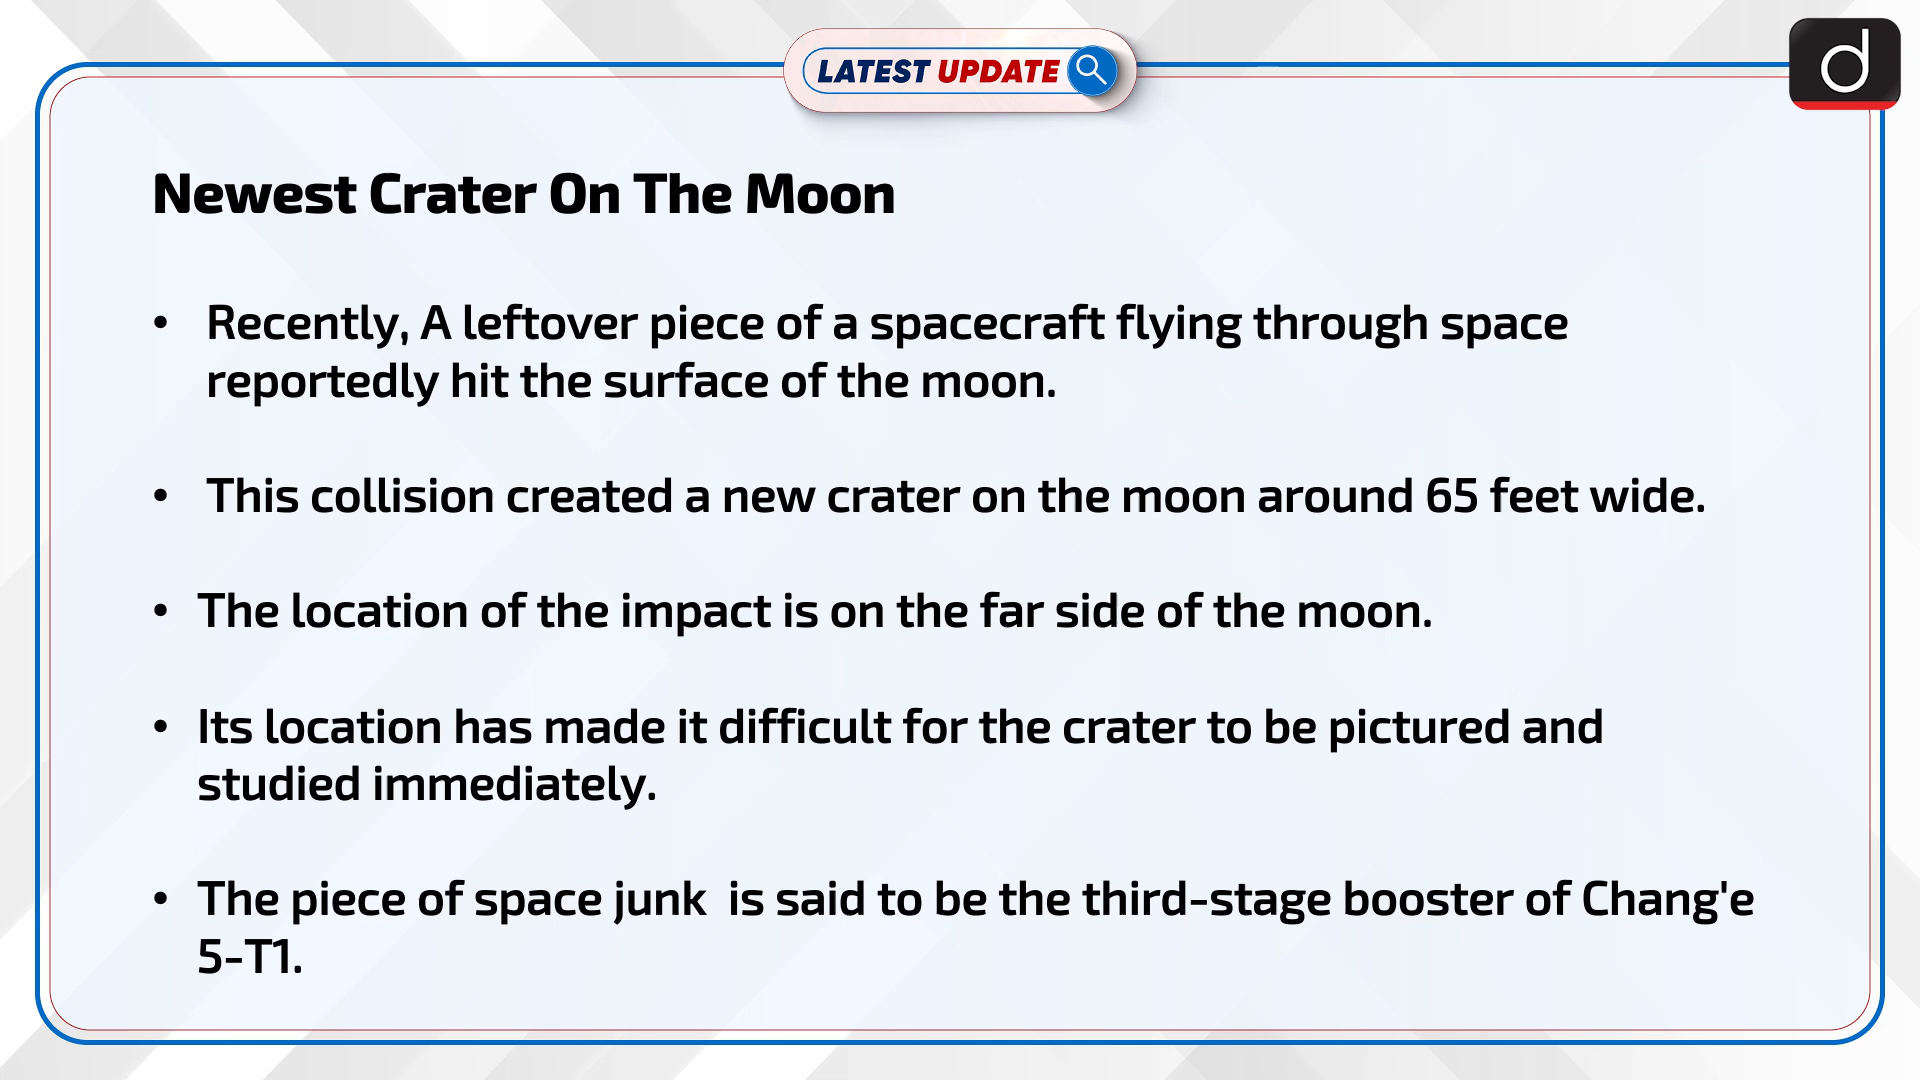 LATEST UPDATE
d
Newest Crater On The Moon
• Recently, A leftover piece of a spacecraft flying through space
reportedly hit the surface of the moon.
• This collision created a new crater on the moon around 65 feet wide.
• The location of the impact is on the far side of the moon.
• Its location has made it difficult for the crater to be pictured and
studied immediately.
• The piece of space junk  is said to be the third-stage booster of Chang'e
5-T1.